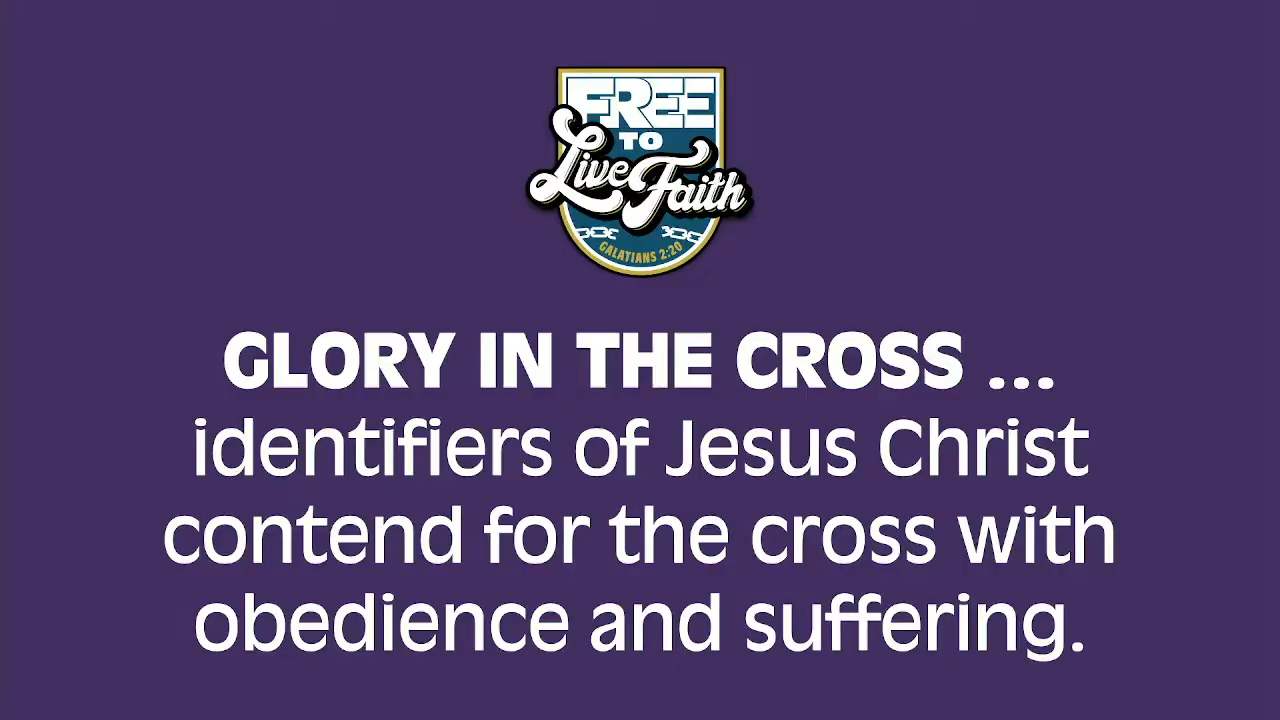 FREE
TO
Live Faith
GALATIANS 2:20
GLORY IN THE CROSS ...
identifiers of Jesus Christ
contend for the cross with
obedience and suffering.